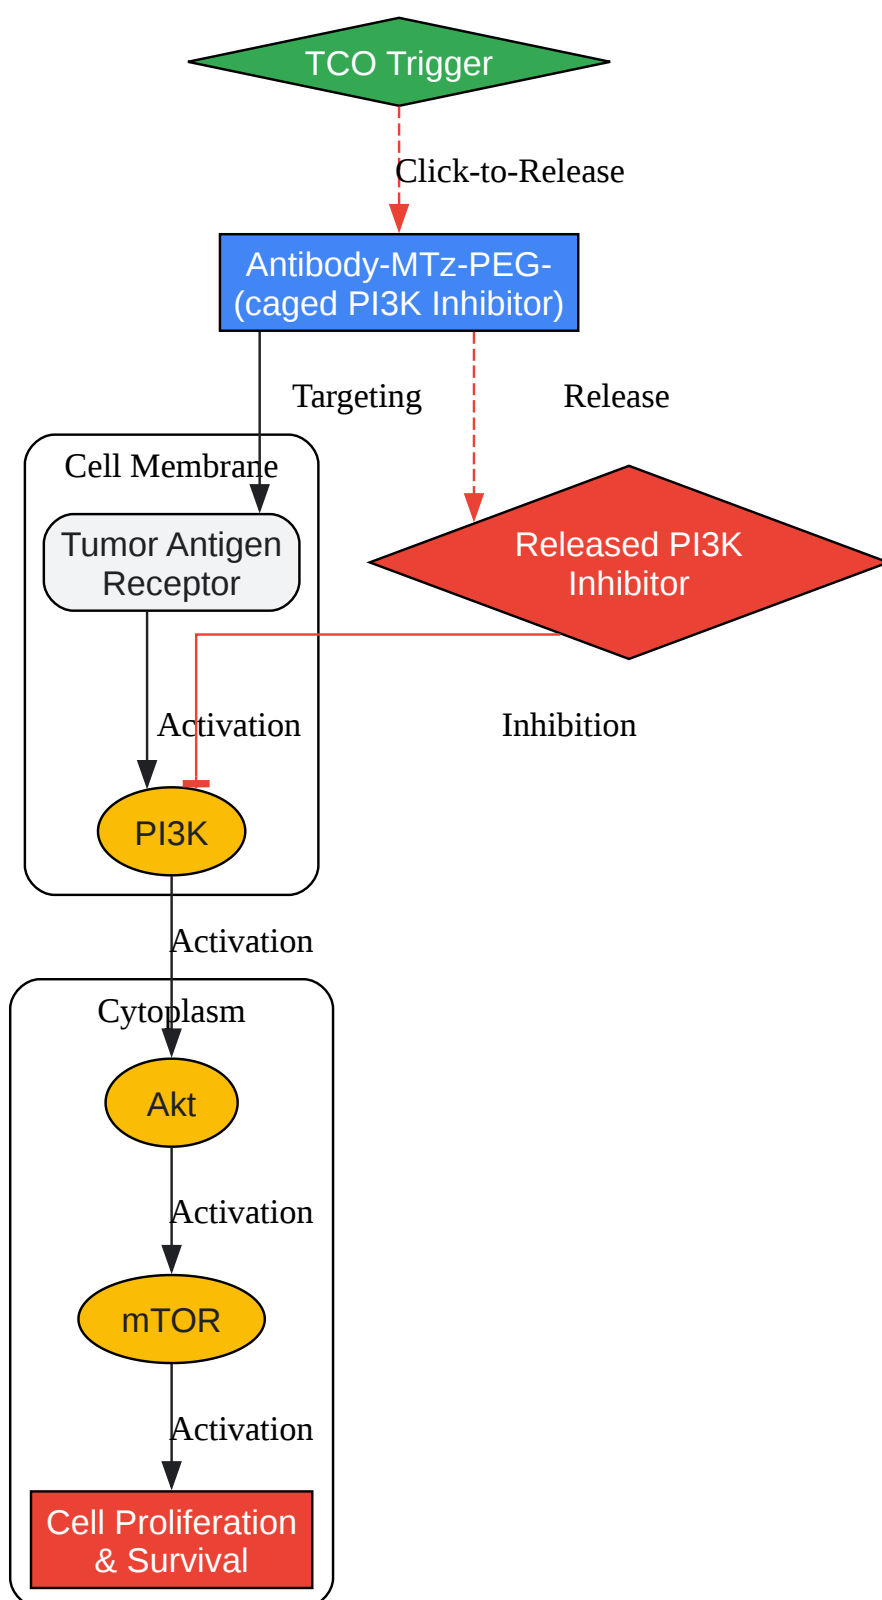 TCO Trigger
Click-to-Release
Antibody-MTz-PEG-
(caged PI3K Inhibitor)
Targeting
Release
Cell Membrane
Tumor Antigen
Receptor
Released PI3K
Inhibitor
Activation
Inhibition
PI3K
Activation
Cytoplasm
Akt
Activation
mTOR
Activation
Cell Proliferation
& Survival